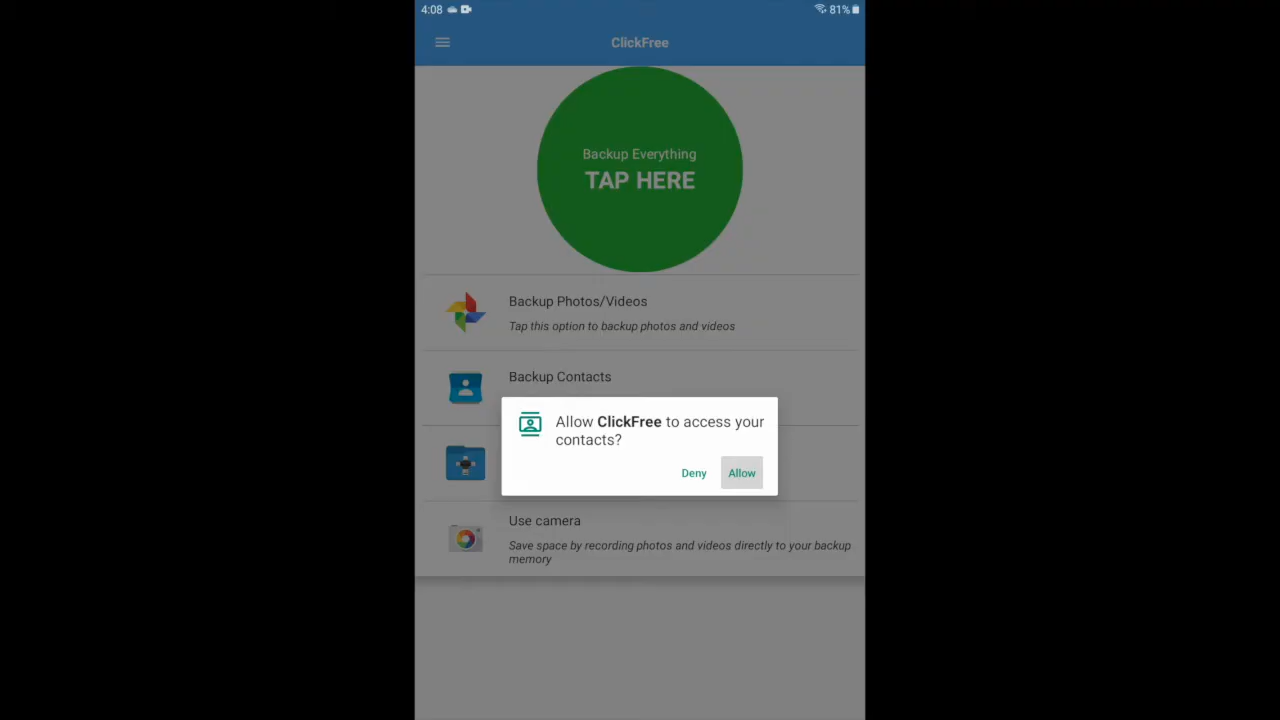 4:08
81%
ClickFree
Backup Everything
TAP HERE
Backup Photos/Videos
Tap this option to backup photos and videos
Backup Contacts
Allow ClickFree to access your
contacts?
Deny Allow
Use camera
Save space by recording photos and videos directly to your backup
memory